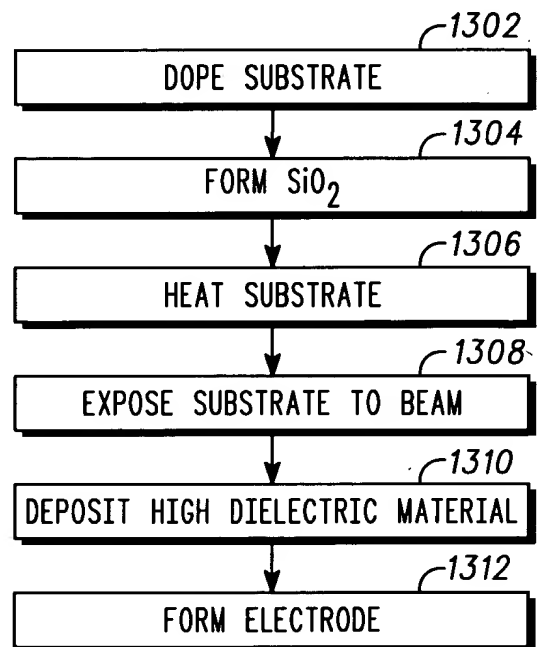 1302
DOPE SUBSTRATE
1304
FORM SiO₂
1306
HEAT SUBSTRATE
1308
EXPOSE SUBSTRATE TO BEAM
1310
DEPOSIT HIGH DIELECTRIC MATERIAL
1312
FORM ELECTRODE